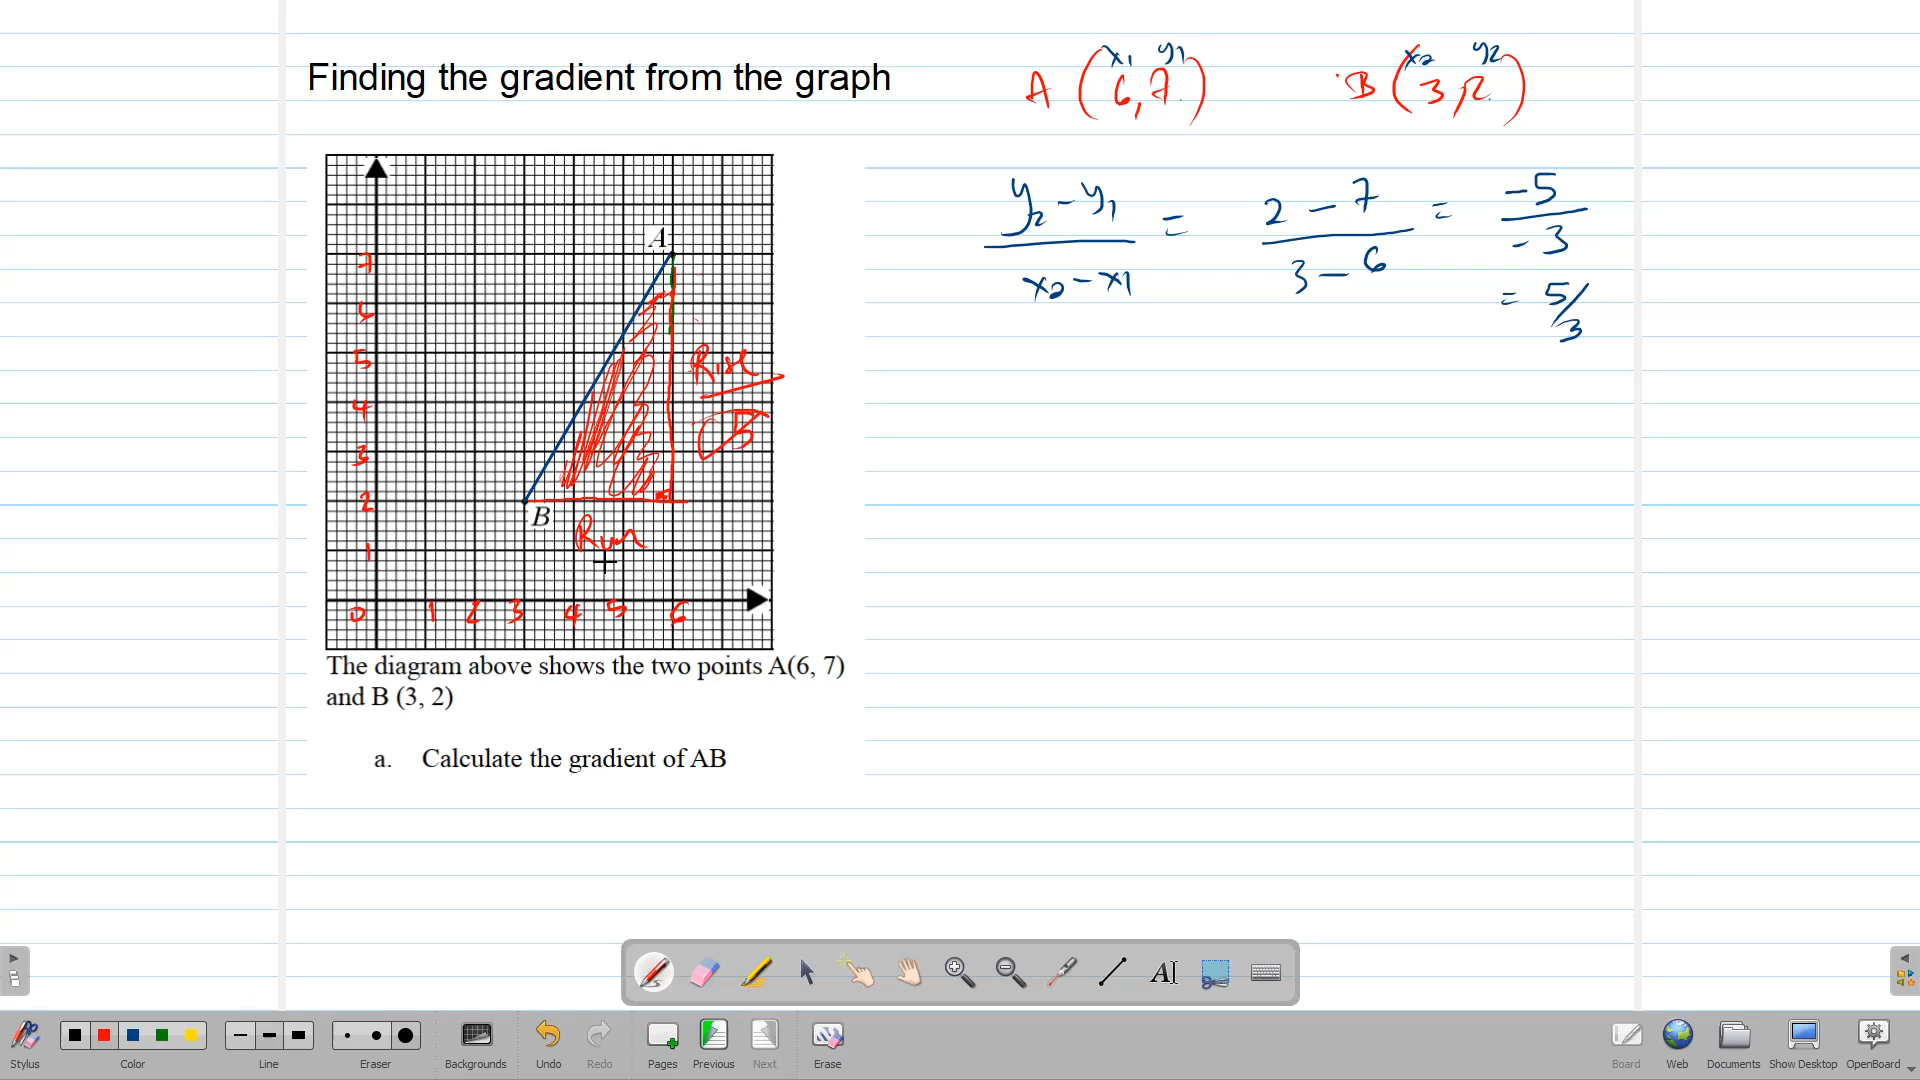 Finding the gradient from the graph
A (6, 7)
x1 y1
B (3, 2)
x2 y2
y2 - y1 / x2 - x1 = 2 - 7 / 3 - 6 = -5 / -3
= 5/3
A
7
6
5
4
3
2
1
Rise
5
B
Run
0 1 2 3 4 5 6
The diagram above shows the two points A(6, 7)
and B (3, 2)
a. Calculate the gradient of AB
AI
Stylus Color Line Eraser Backgrounds Undo Redo Pages Previous Next Erase Board Web Documents Show Desktop OpenBoard